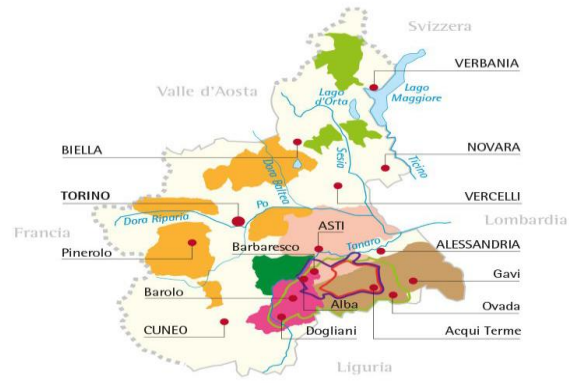 Svizzera
VERBANIA
Valle d'Aosta
Lago
d'Orta
Lago
Maggiore
BIELLA
Dora Baltea
Sesia
Ticino
NOVARA
TORINO
Po
VERCELLI
Dora Riparia
Lombardia
Francia
ASTI
Tanaro
Pinerolo
Barbaresco
ALESSANDRIA
Gavi
Barolo
Alba
Ovada
CUNEO
Dogliani
Acqui Terme
Liguria